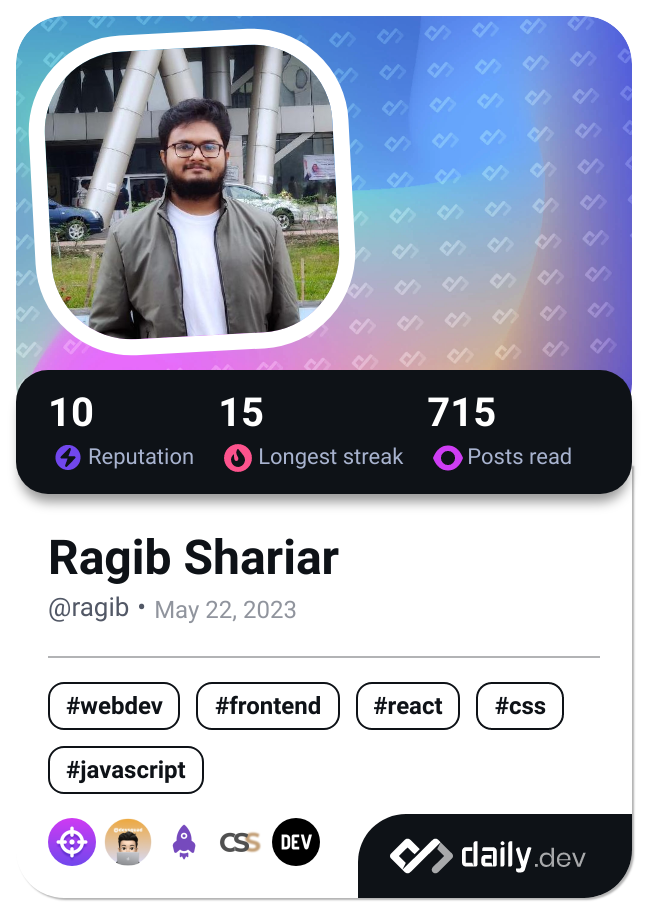 10 15 715
Reputation Longest streak Posts read
Ragib Shariar
@ragib • May 22, 2023
#webdev #frontend #react #css
#javascript
CSS DEV daily.dev